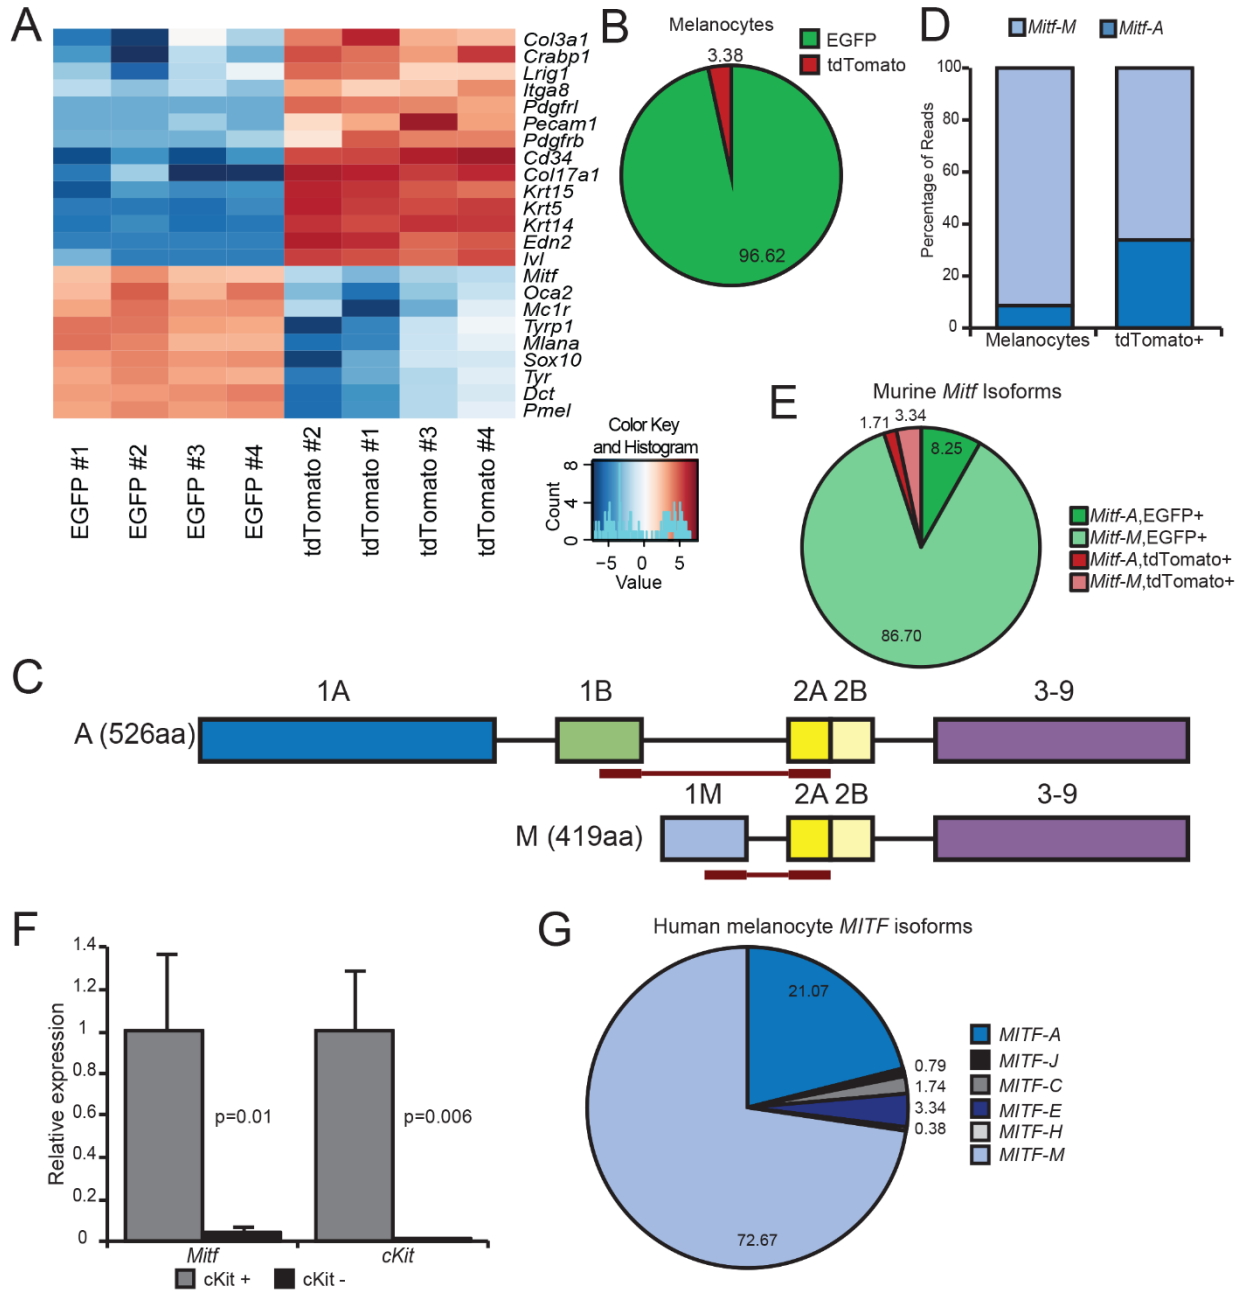 A
Col3a1
Crabp1
Lrig1
Itga8
Pdgfrl
Pecam1
Pdgfrb
Cd34
Col17a1
Krt15
Krt5
Krt14
Edn2
Ivl
Mitf
Oca2
Mc1r
Tyrp1
Mlana
Sox10
Tyr
Dct
Pmel
EGFP #1
EGFP #2
EGFP #3
EGFP #4
tdTomato #2
tdTomato #1
tdTomato #3
tdTomato #4
Color Key
and Histogram
Count
8
4
0
−5 0 5
Value
B
Melanocytes
EGFP
tdTomato
3.38
96.62
D
Mitf-M Mitf-A
Percentage of Reads
100
80
60
40
20
0
Melanocytes tdTomato+
E
Murine Mitf Isoforms
1.71 3.34
8.25
86.70
Mitf-A,EGFP+
Mitf-M,EGFP+
Mitf-A,tdTomato+
Mitf-M,tdTomato+
C
1A 1B 2A 2B 3-9
A (526aa)
1M 2A 2B 3-9
M (419aa)
F
Relative expression
1.4
1.2
1
0.8
0.6
0.4
0.2
0
p=0.01 p=0.006
Mitf cKit
cKit + cKit -
G
Human melanocyte MITF isoforms
21.07
0.79
1.74
3.34
0.38
72.67
MITF-A
MITF-J
MITF-C
MITF-E
MITF-H
MITF-M